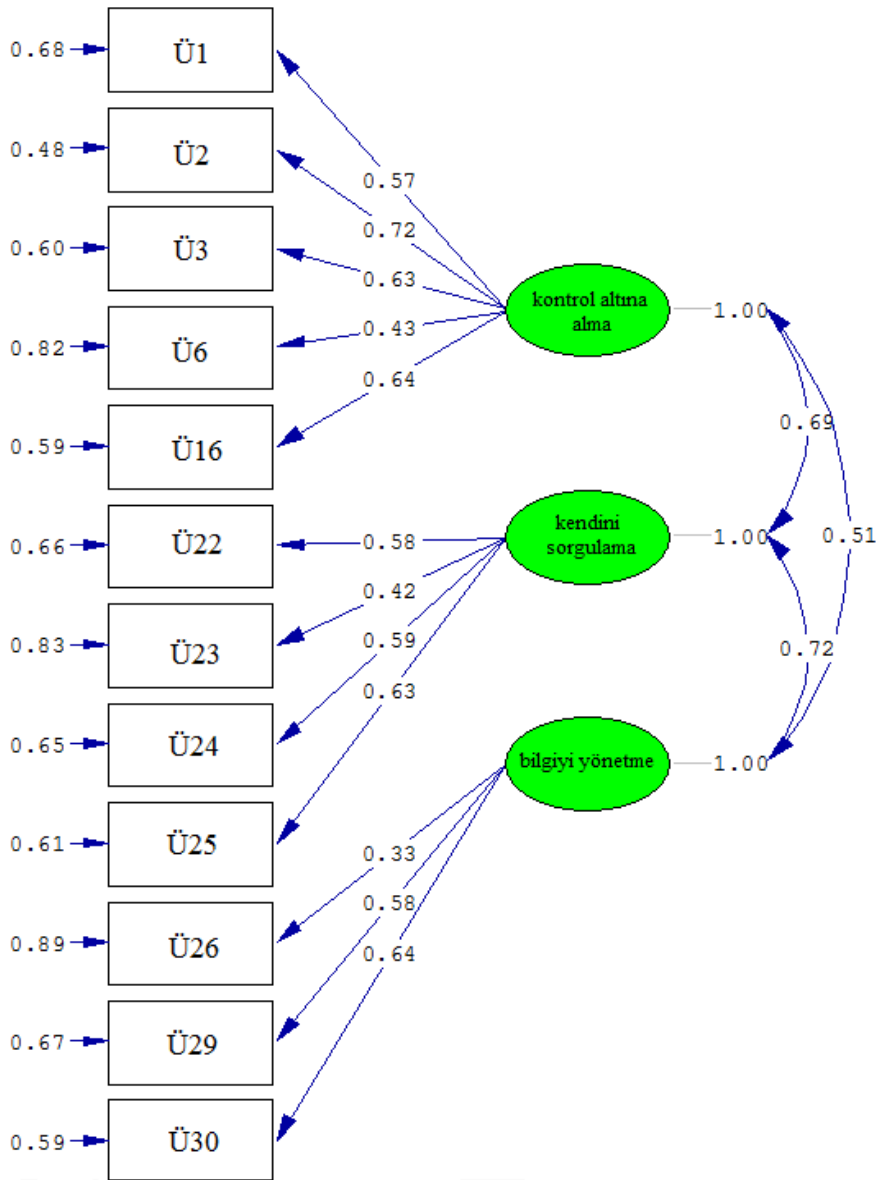 0.68 Ü1
0.48 Ü2
0.60 Ü3
0.82 Ü6
0.59 Ü16
0.66 Ü22
0.83 Ü23
0.65 Ü24
0.61 Ü25
0.89 Ü26
0.67 Ü29
0.59 Ü30
0.57
0.72
0.63
0.43
0.64
0.58
0.42
0.59
0.63
0.33
0.58
0.64
kontrol altına
alma
1.00
kendini
sorgulama
1.00
bilgiyi yönetme
1.00
0.69
0.51
0.72